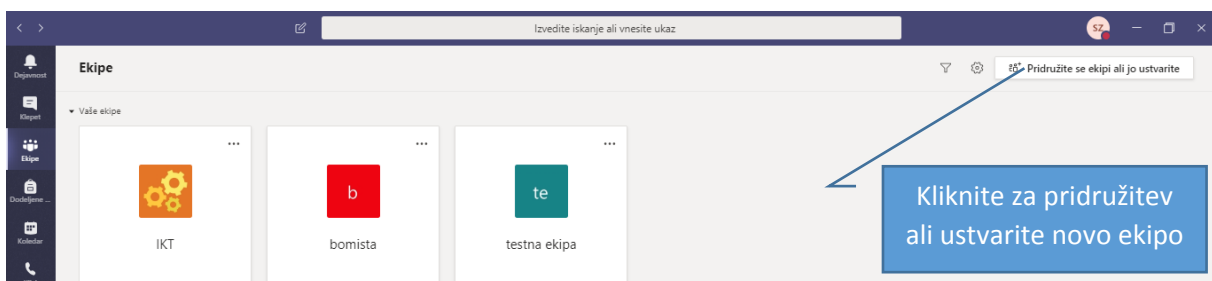 Izvedite iskanje ali vnesite ukaz
SZ
Dejavnost
Ekipe
Pridružite se ekipi ali jo ustvarite
Klepet
Vaše ekipe
Ekipe
Dodeljene ...
Koledar
b
te
IKT
bomista
testna ekipa
Kliknite za pridružitev
ali ustvarite novo ekipo